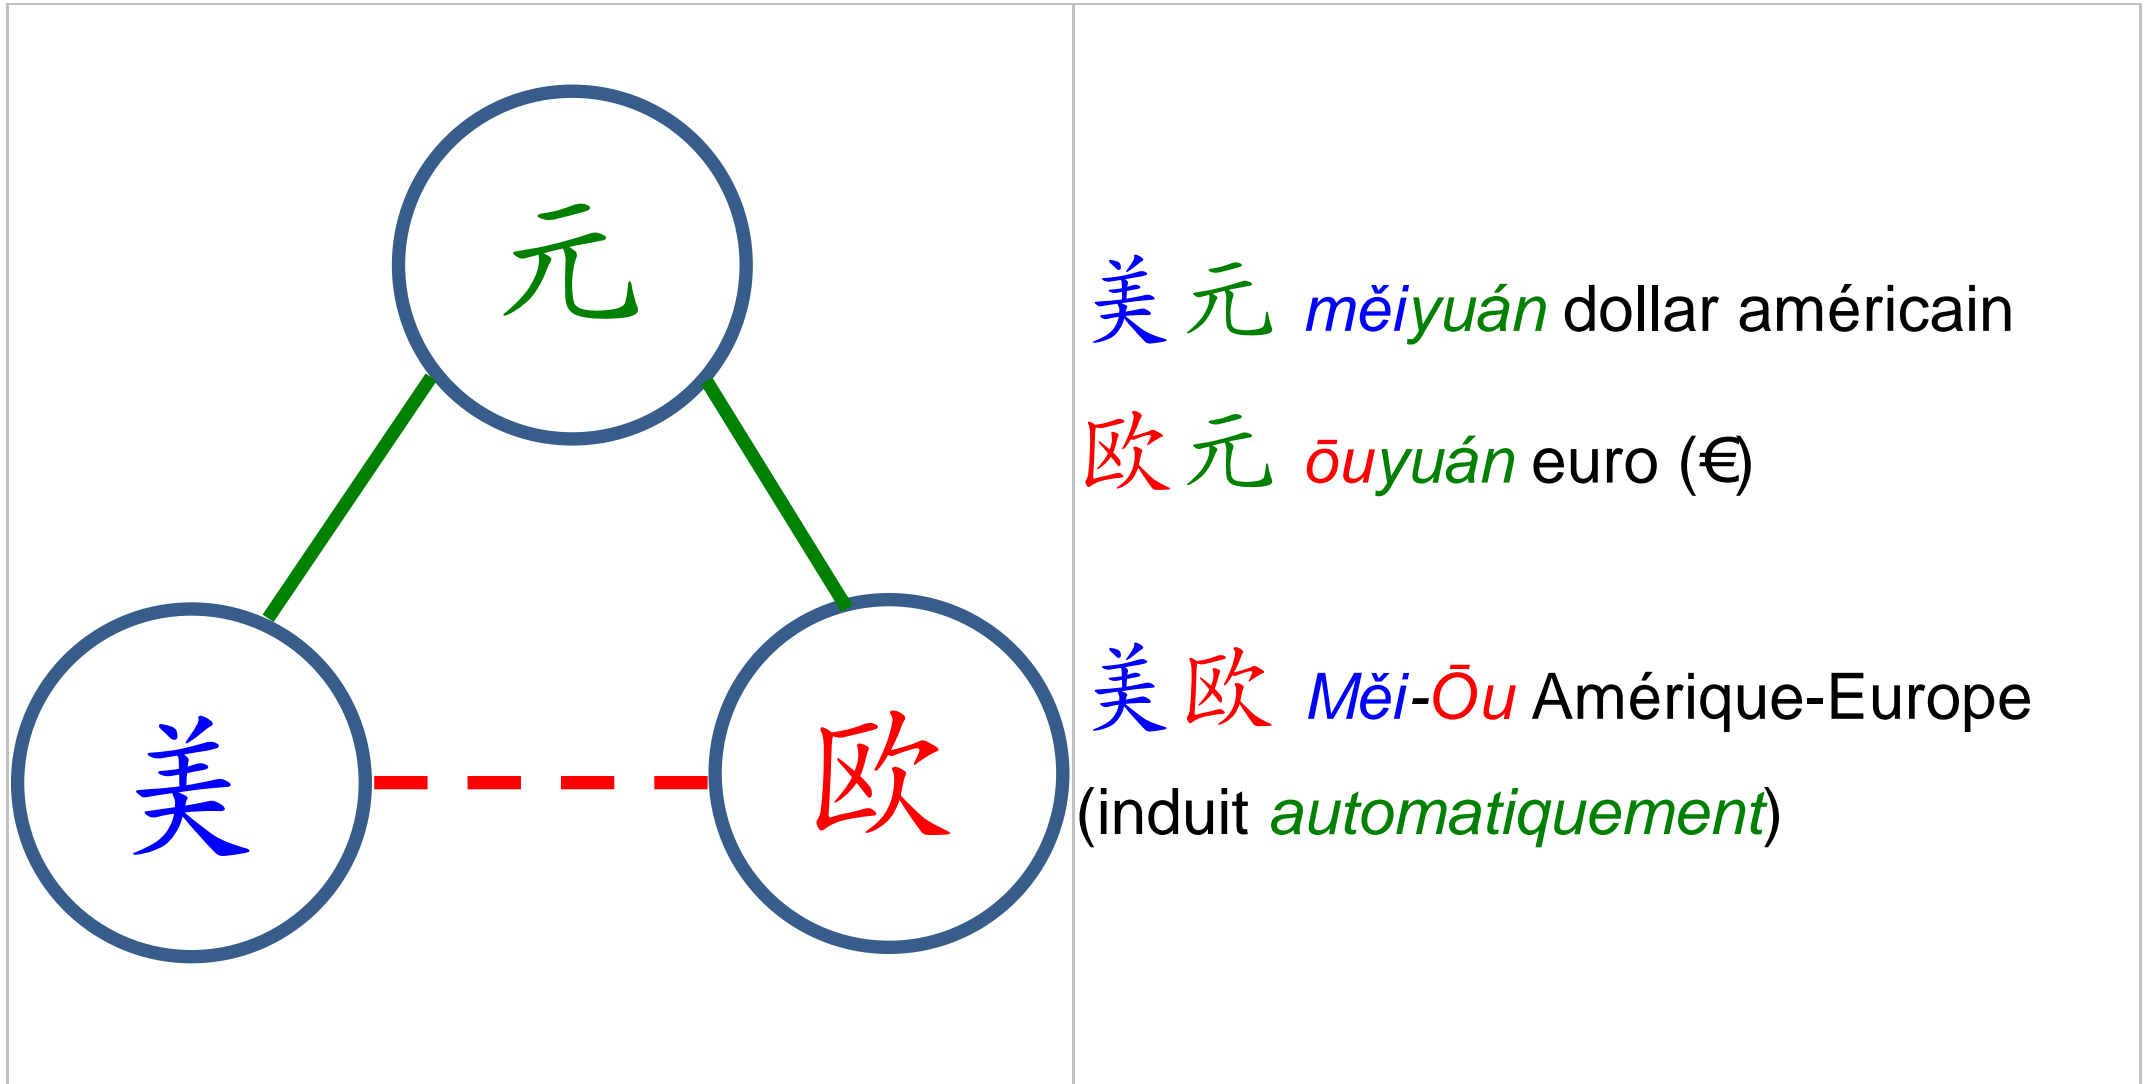 元
美
欧
美元 měiyuán dollar américain
欧元 ōuyuán euro (€)
美欧 Měi-Ōu Amérique-Europe
(induit automatiquement)